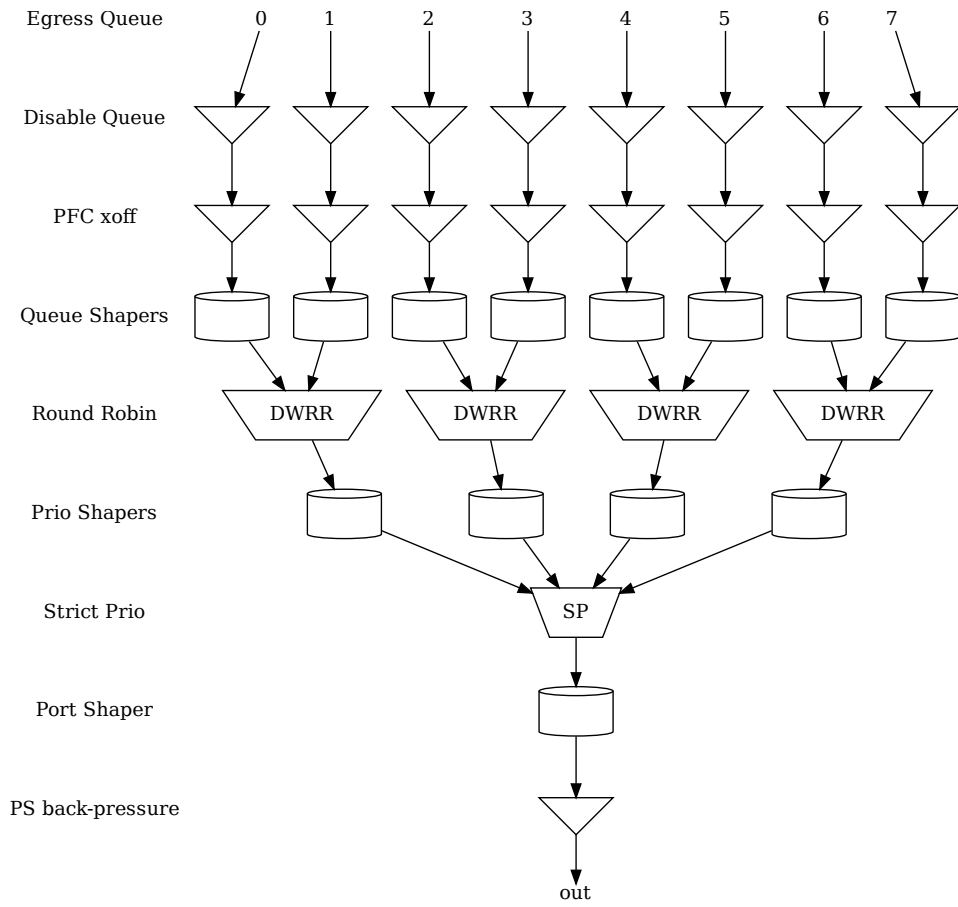 Egress Queue 0 1 2 3 4 5 6 7
Disable Queue
PFC xoff
Queue Shapers
Round Robin DWRR DWRR DWRR DWRR
Prio Shapers
Strict Prio SP
Port Shaper
PS back-pressure
out